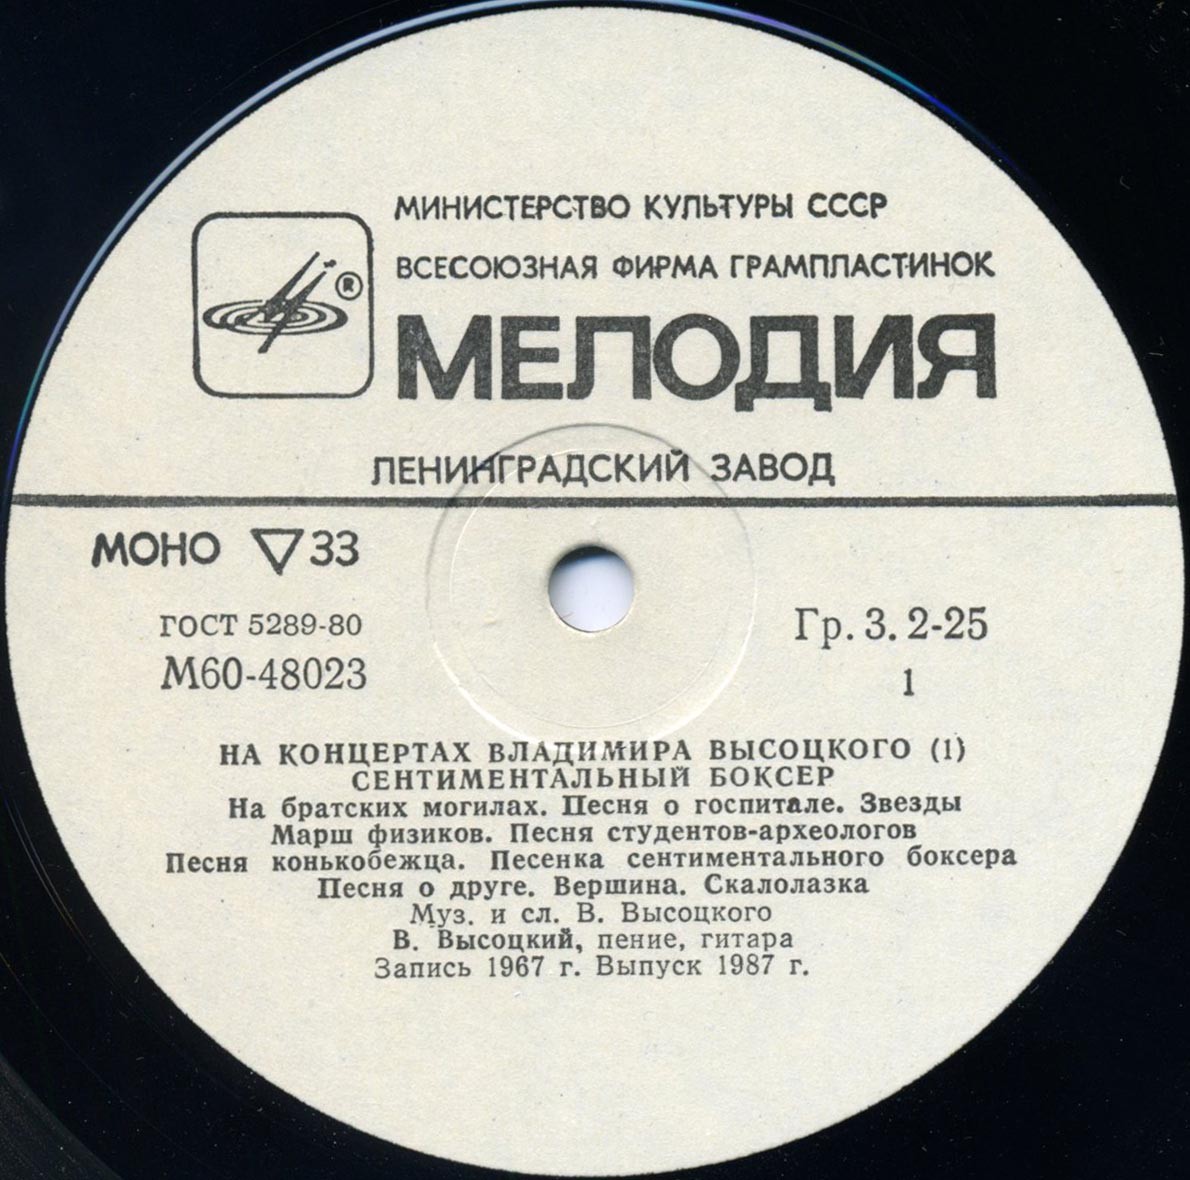 МИНИСТЕРСТВО КУЛЬТУРЫ СССР
ВСЕСОЮЗНАЯ ФИРМА ГРАМПЛАСТИНОК
®
МЕЛОДИЯ
ЛЕНИНГРАДСКИЙ ЗАВОД
МОНО ▽ 33
ГОСТ 5289-80
М60-48023
Гр. 3. 2-25
1
НА КОНЦЕРТАХ ВЛАДИМИРА ВЫСОЦКОГО (1)
СЕНТИМЕНТАЛЬНЫЙ БОКСЕР
На братских могилах. Песня о госпитале. Звезды
Марш физиков. Песня студентов-археологов
Песня конькобежца. Песенка сентиментального боксера
Песня о друге. Вершина. Скалолазка
Муз. и сл. В. Высоцкого
В. Высоцкий, пение, гитара
Запись 1967 г. Выпуск 1987 г.